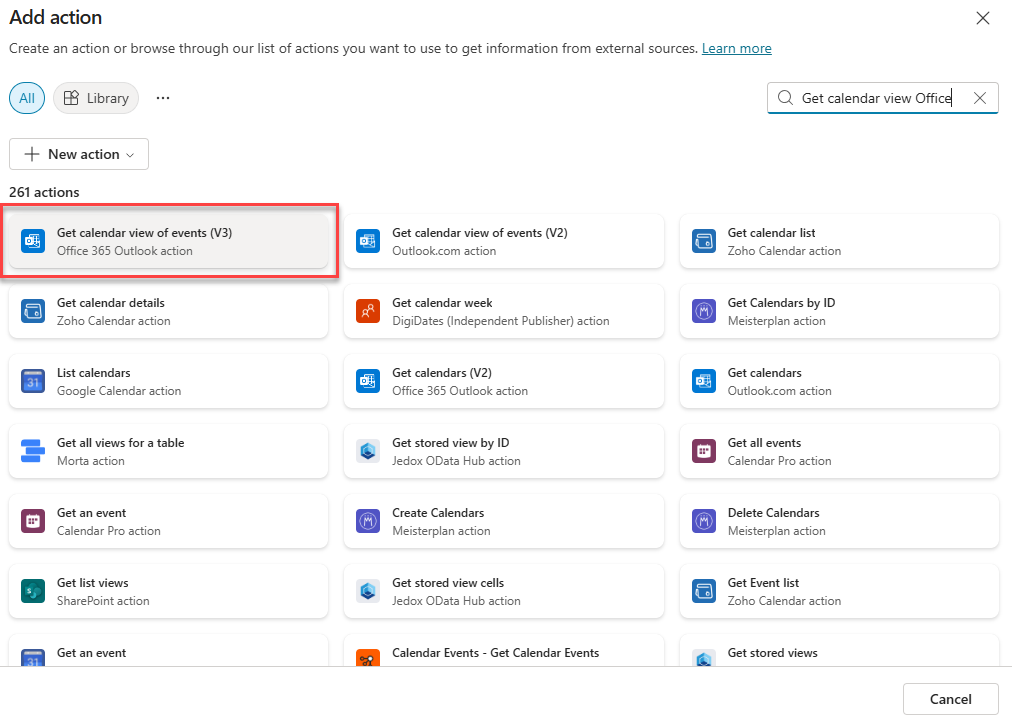 Add action
Create an action or browse through our list of actions you want to use to get information from external sources. Learn more
All
Library
...
Get calendar view Office
New action
261 actions
Get calendar view of events (V3)
Office 365 Outlook action
Get calendar view of events (V2)
Outlook.com action
Get calendar list
Zoho Calendar action
Get calendar details
Zoho Calendar action
Get calendar week
DigiDates (Independent Publisher) action
Get Calendars by ID
Meisterplan action
31
List calendars
Google Calendar action
Get calendars (V2)
Office 365 Outlook action
Get calendars
Outlook.com action
Get all views for a table
Morta action
Get stored view by ID
Jedox OData Hub action
Get all events
Calendar Pro action
Get an event
Calendar Pro action
Create Calendars
Meisterplan action
Delete Calendars
Meisterplan action
Get list views
SharePoint action
Get stored view cells
Jedox OData Hub action
Get Event list
Zoho Calendar action
31
Get an event
Calendar Events - Get Calendar Events
Get stored views
Cancel